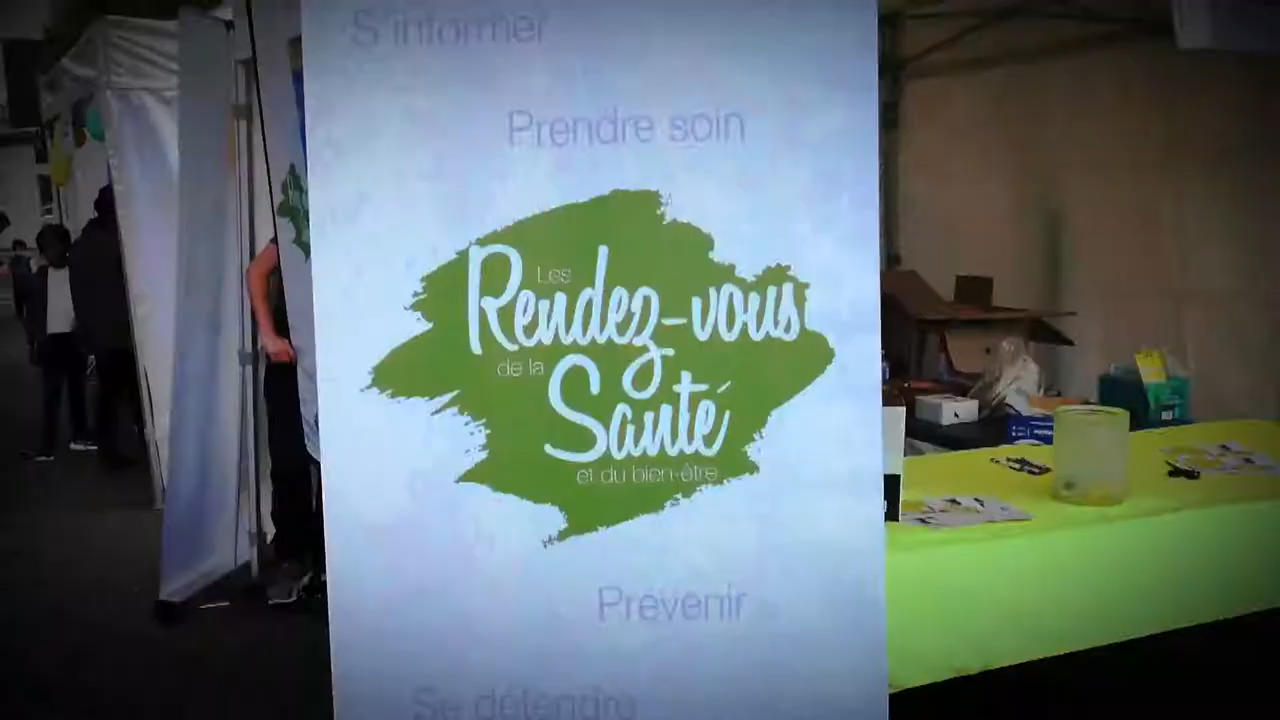 S'informer
Prendre soin
Les
Rendez-vous
de la
Santé
et du bien-être
Prévenir
Se détendre